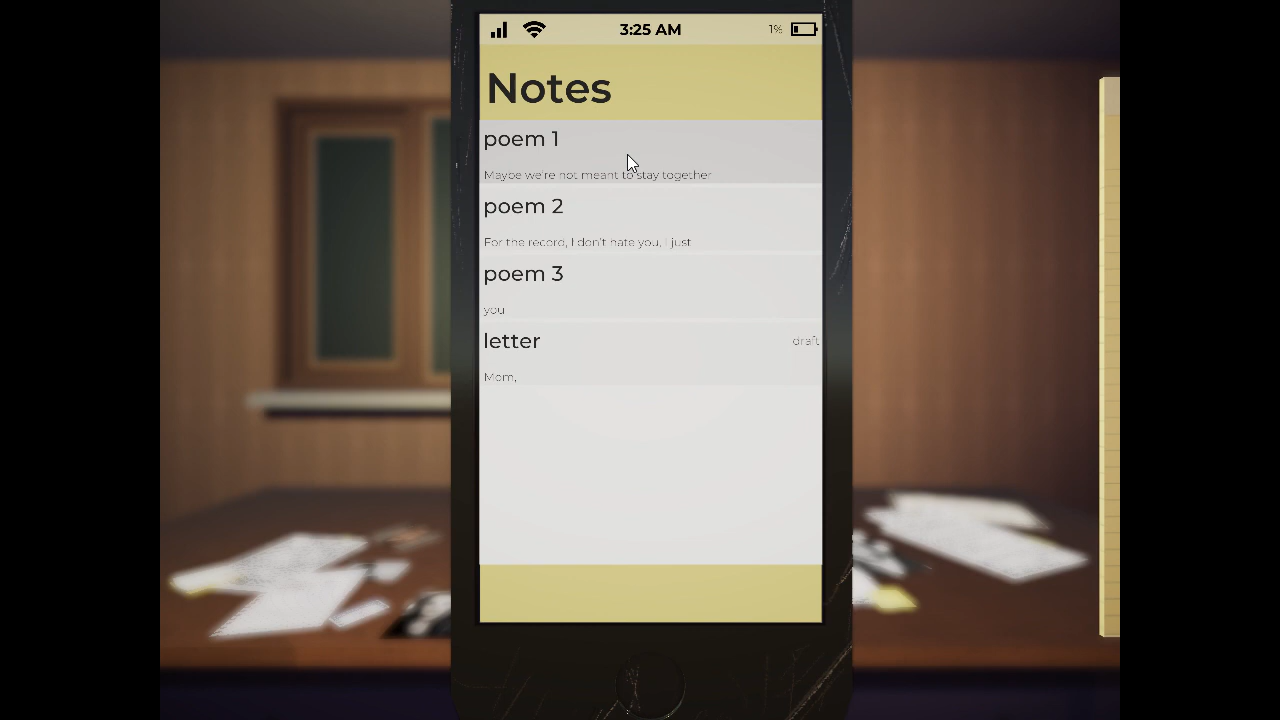 3:25 AM 1%
Notes
poem 1
Maybe we're not meant to stay together
poem 2
For the record, I don't hate you, I just
poem 3
you
letter draft
Mom,